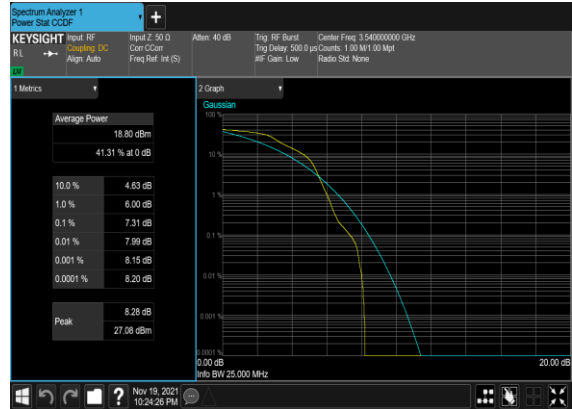 Spectrum Analyzer 1
Power Stat CCDF
+
KEYSIGHT
RL
Input: RF
Coupling: DC
Align: Auto
Input Z: 50 Ω
Corr CCorr
Freq Ref: Int (S)
Atten: 40 dB
Trig: RF Burst
Trig Delay: 500.0 µs
#IF Gain: Low
Center Freq: 3.540000000 GHz
Counts: 1.00 M/1.00 Mpt
Radio Std: None
1 Metrics
Average Power
18.80 dBm
41.31 % at 0 dB
10.0 % 4.63 dB
1.0 % 6.00 dB
0.1 % 7.31 dB
0.01 % 7.99 dB
0.001 % 8.15 dB
0.0001 % 8.20 dB
Peak
8.28 dB
27.08 dBm
2 Graph
Gaussian
100 %
10 %
1 %
0.1 %
0.01 %
0.001 %
0.0001 %
0.00 dB
20.00 dB
Info BW 25.000 MHz
?
Nov 19, 2021
10:24:26 PM